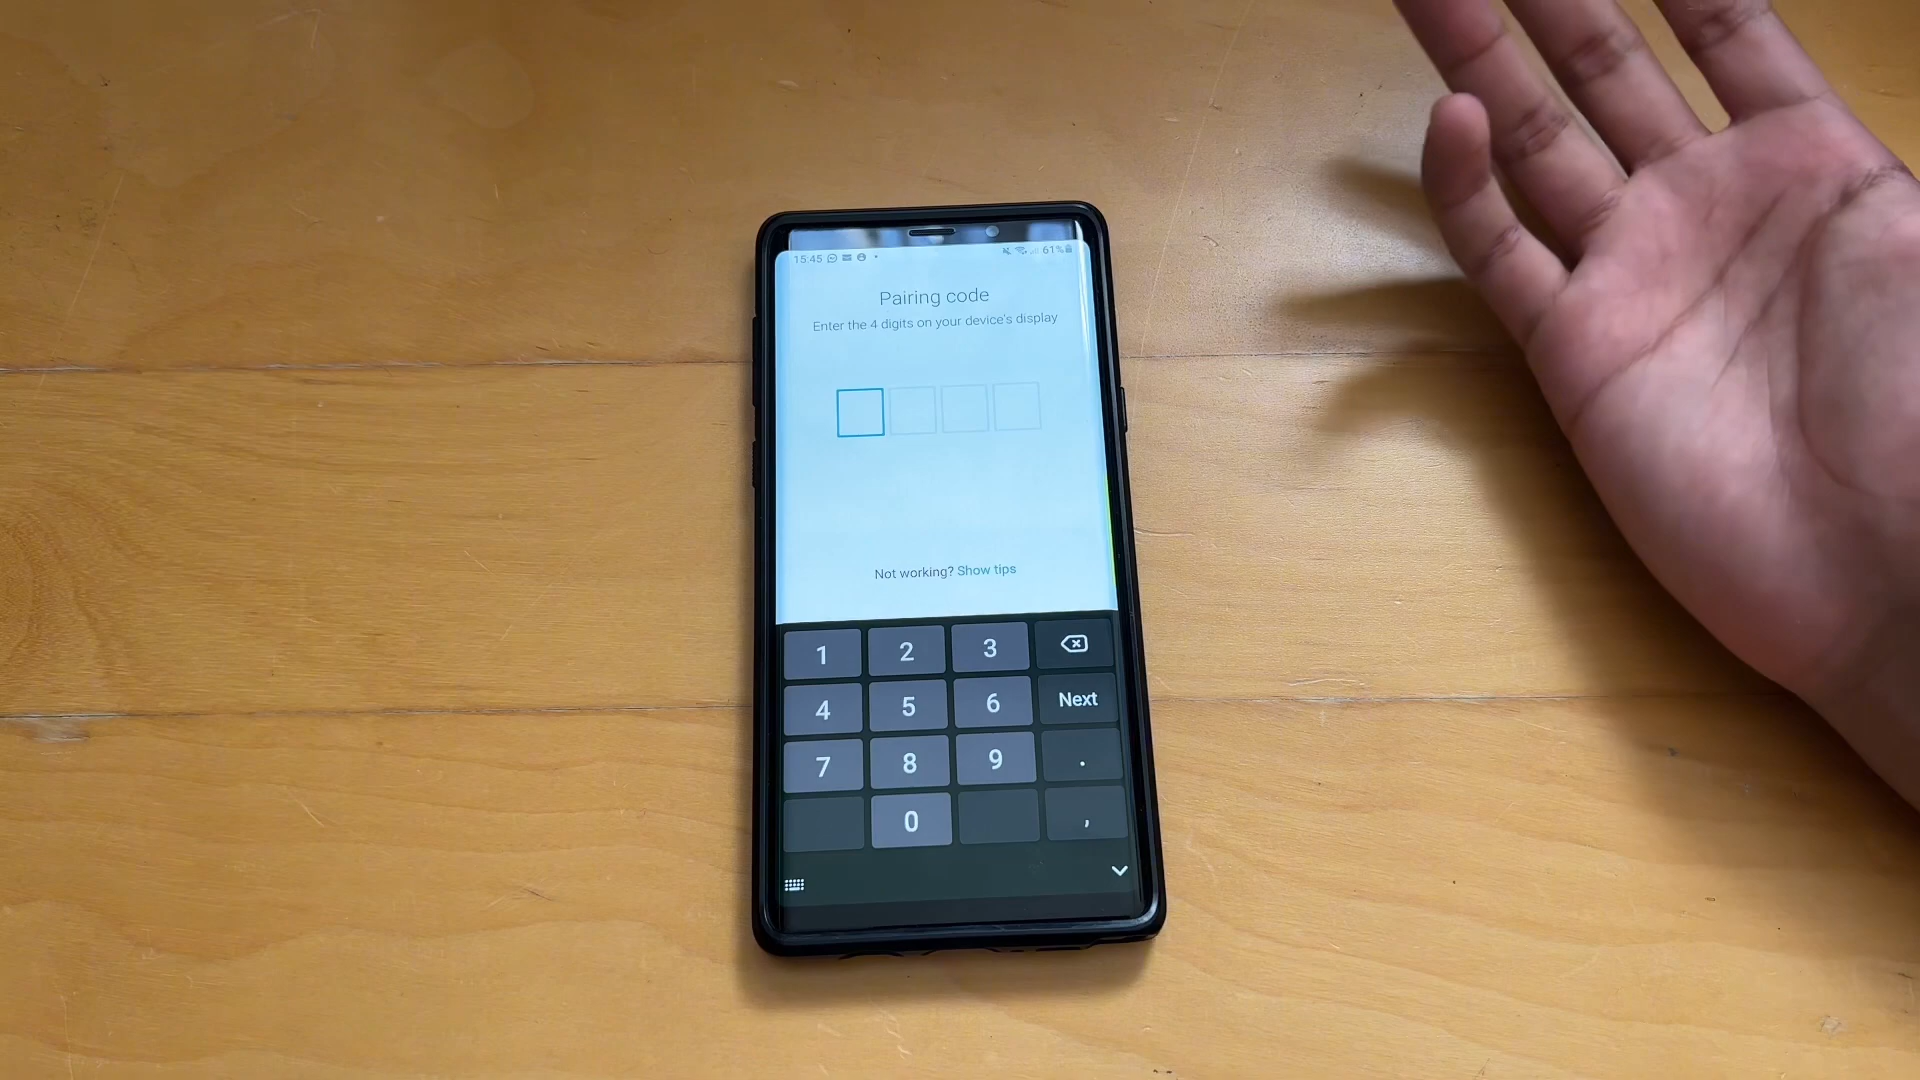 15:45 61%
Pairing code
Enter the 4 digits on your device's display
Not working? Show tips
1 2 3
4 5 6 Next
7 8 9 .
0 ,